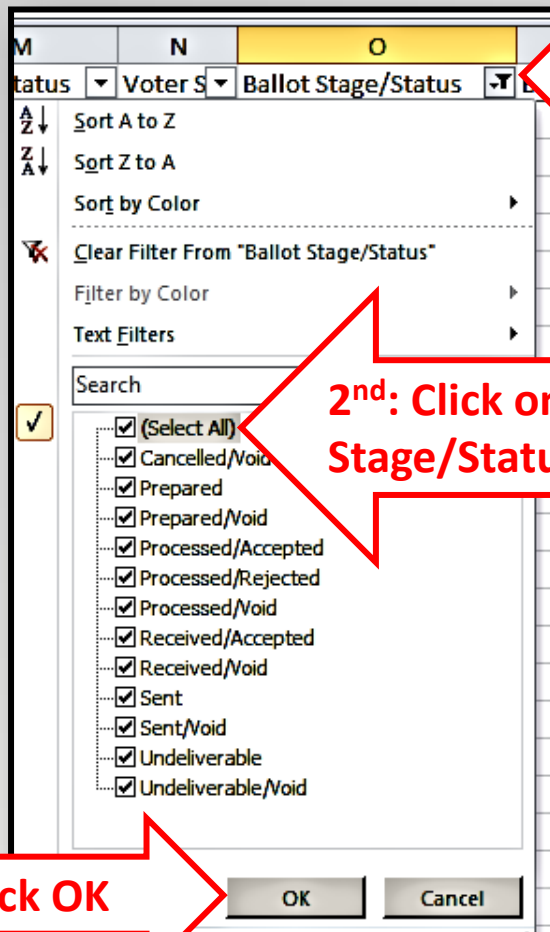 M N O
tatus Voter S Ballot Stage/Status
Sort A to Z
Sort Z to A
Sort by Color
Clear Filter From "Ballot Stage/Status"
Filter by Color
Text Filters
Search
2nd: Click on
Stage/Statu
(Select All)
Cancelled/Void
Prepared
Prepared/Void
Processed/Accepted
Processed/Rejected
Processed/Void
Received/Accepted
Received/Void
Sent
Sent/Void
Undeliverable
Undeliverable/Void
ck OK
OK Cancel